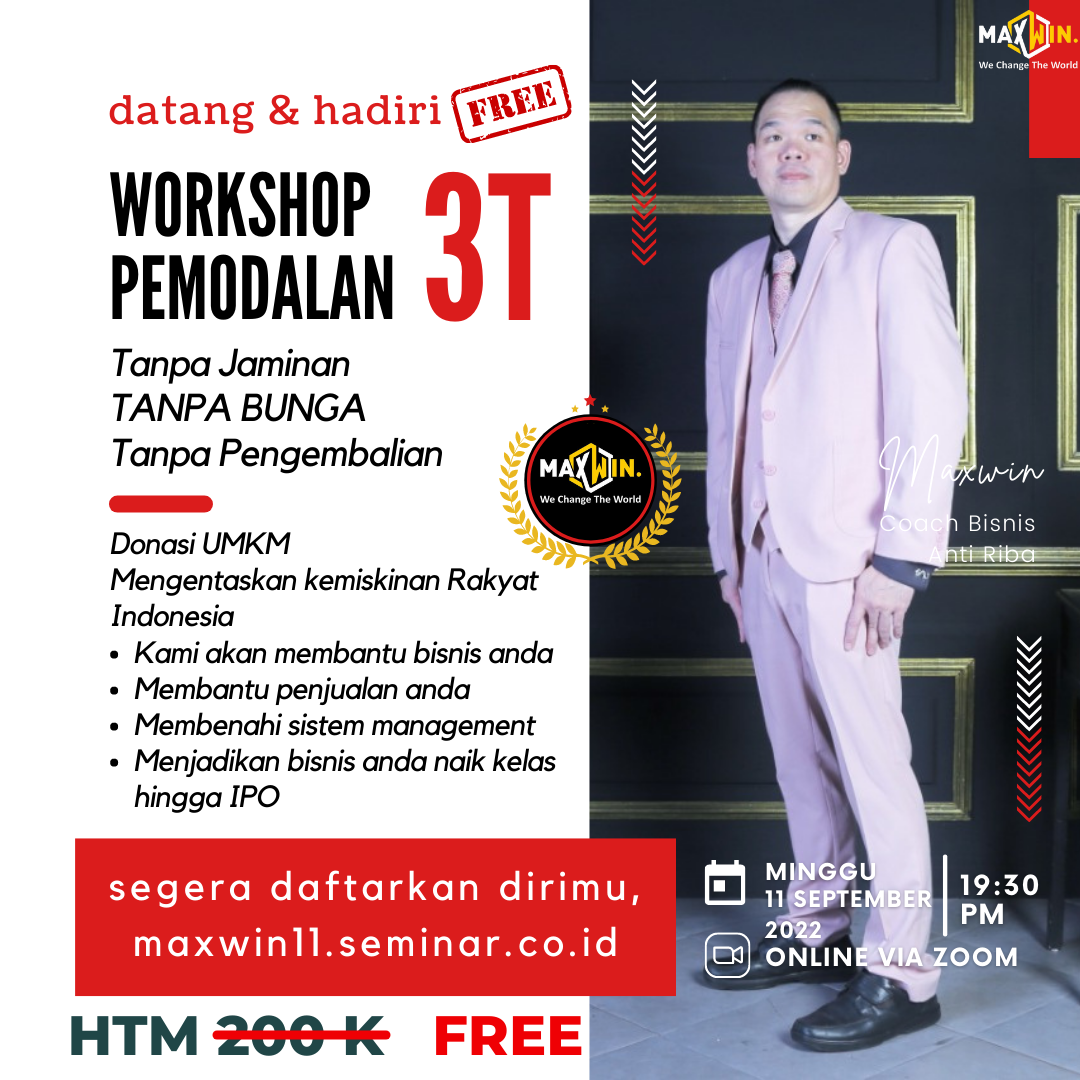 MAXWIN.
We Change The World
datang & hadiri FREE
WORKSHOP
PEMODALAN
3T
Tanpa Jaminan
TANPA BUNGA
Tanpa Pengembalian
MAXWIN.
We Change The World
Donasi UMKM
Mengentaskan kemiskinan Rakyat
Indonesia
• Kami akan membantu bisnis anda
• Membantu penjualan anda
• Membenahi sistem management
• Menjadikan bisnis anda naik kelas
hingga IPO
Maxwin
Coach Bisnis
Anti Riba
segera daftarkan dirimu,
maxwin11.seminar.co.id
MINGGU
11 SEPTEMBER
2022
19:30
PM
ONLINE VIA ZOOM
HTM 200 K FREE